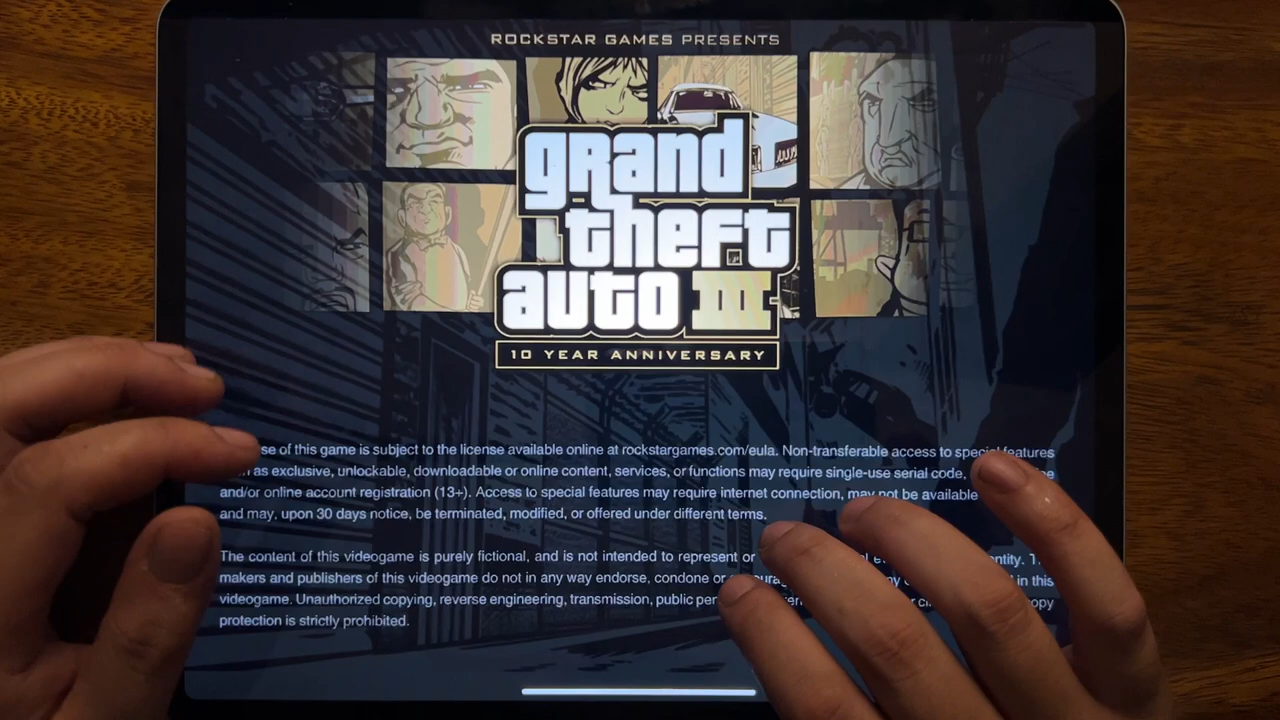 ROCKSTAR GAMES PRESENTS
grand
theft
auto III
10 YEAR ANNIVERSARY
of this game is subject to the license available online at rockstargames.com/eula. Non-transferable access to special features
as exclusive, unlockable, downloadable or online content, services, or functions may require single-use serial code,
and/or online account registration (13+). Access to special features may require internet connection, may not be available
and may, upon 30 days notice, be terminated, modified, or offered under different terms.
The content of this videogame is purely fictional, and is not intended to represent or
makers and publishers of this videogame do not in any way endorse, condone or in this
videogame. Unauthorized copying, reverse engineering, transmission, public
protection is strictly prohibited.